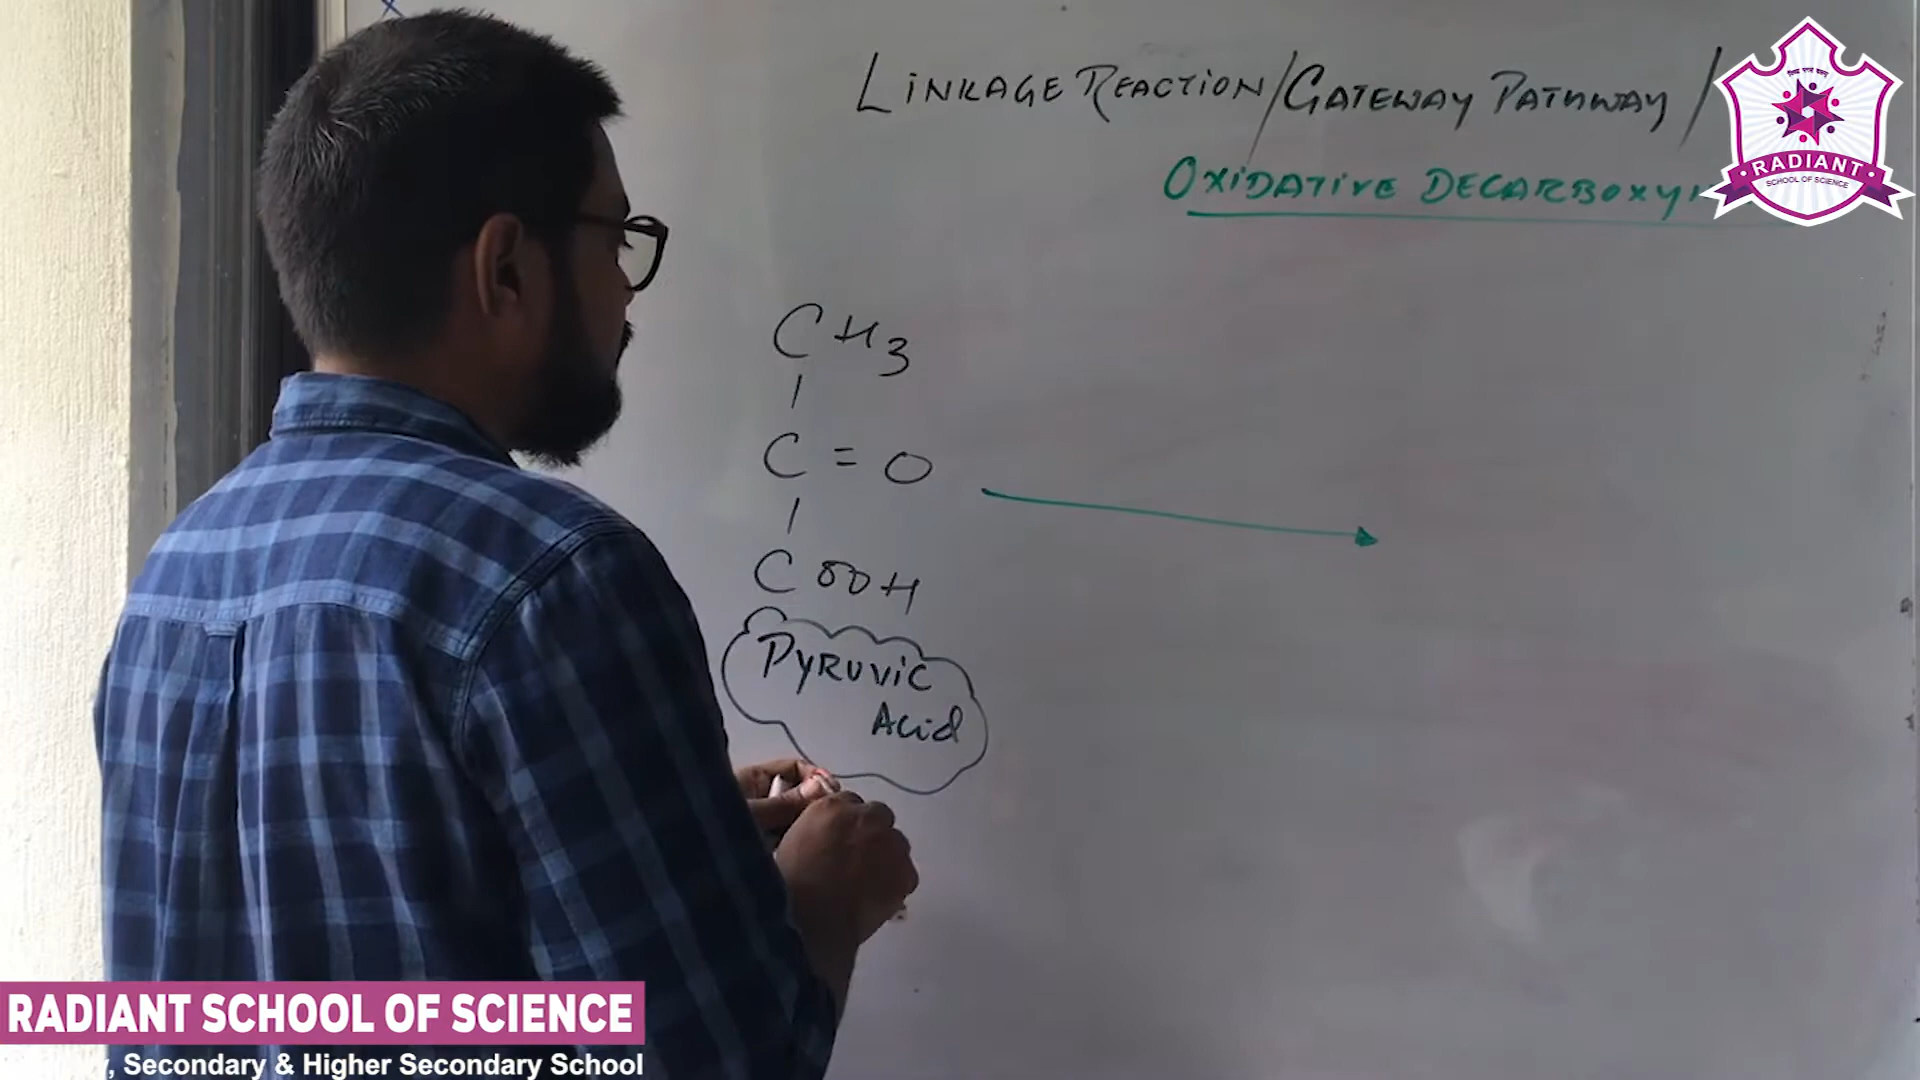 LINKAGE REACTION/GATEWAY PATHWAY/
OXIDATIVE DECARBOXY
CH3
C = O
COOH
PYRUVIC
Acid
RADIANT
SCHOOL OF SCIENCE
RADIANT SCHOOL OF SCIENCE
, Secondary & Higher Secondary School